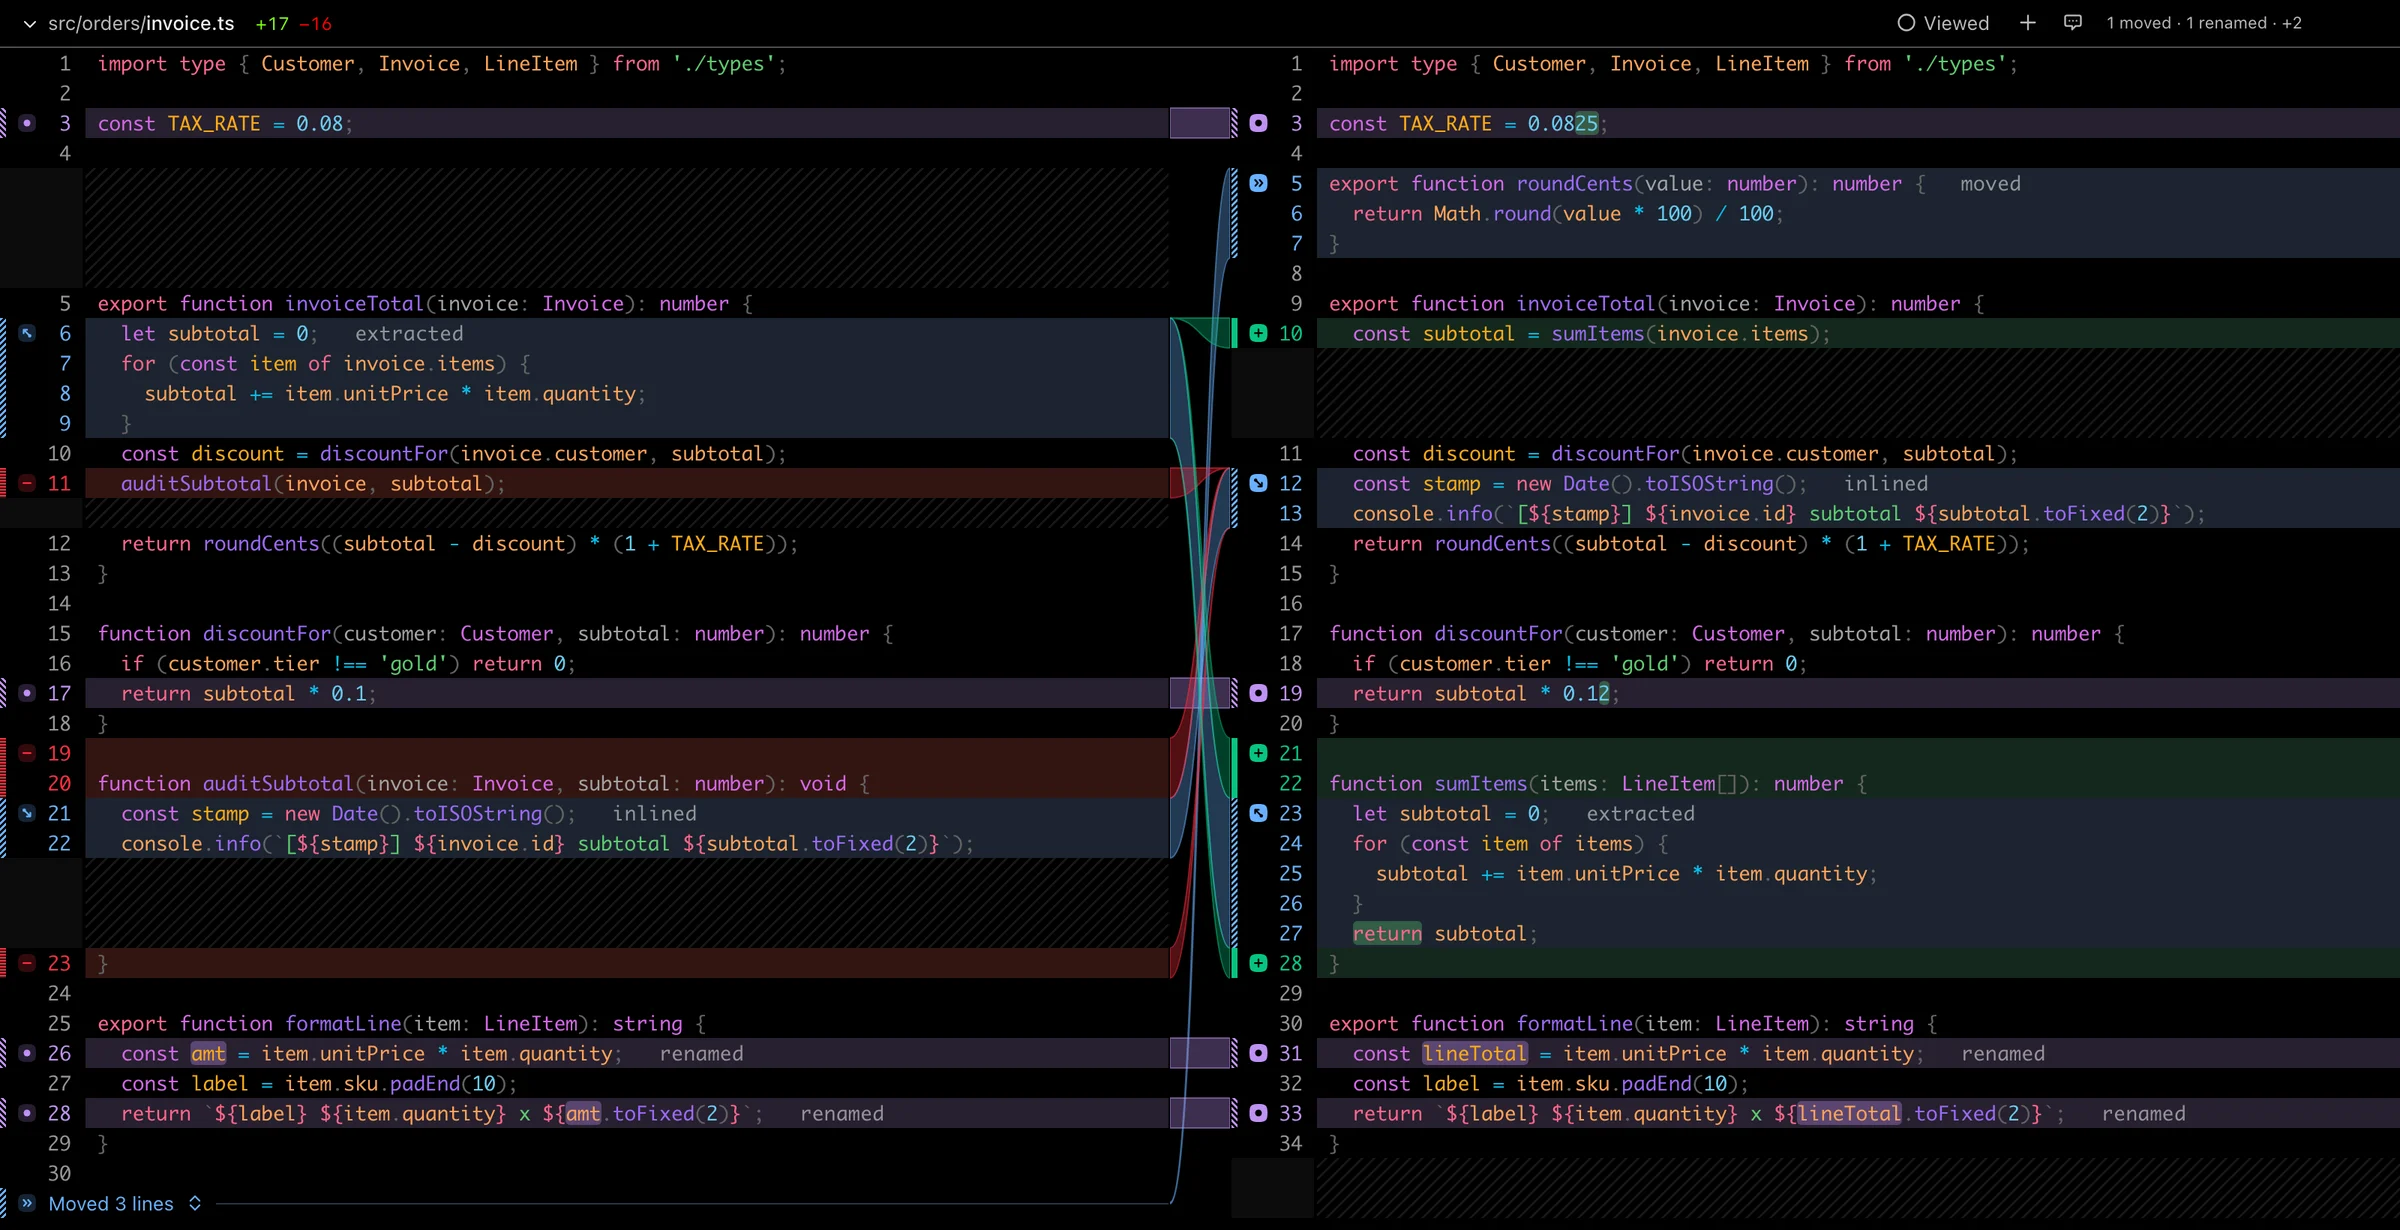 src/orders/invoice.ts +17 −16
Viewed 1 moved · 1 renamed · +2
1 import type { Customer, Invoice, LineItem } from './types';
2
3 const TAX_RATE = 0.08;
4
5 export function invoiceTotal(invoice: Invoice): number {
6 let subtotal = 0; extracted
7 for (const item of invoice.items) {
8 subtotal += item.unitPrice * item.quantity;
9 }
10 const discount = discountFor(invoice.customer, subtotal);
11 auditSubtotal(invoice, subtotal);
12 return roundCents((subtotal - discount) * (1 + TAX_RATE));
13 }
14
15 function discountFor(customer: Customer, subtotal: number): number {
16 if (customer.tier !== 'gold') return 0;
17 return subtotal * 0.1;
18 }
19
20 function auditSubtotal(invoice: Invoice, subtotal: number): void {
21 const stamp = new Date().toISOString(); inlined
22 console.info(`[${stamp}] ${invoice.id} subtotal ${subtotal.toFixed(2)}`);
23 }
24
25 export function formatLine(item: LineItem): string {
26 const amt = item.unitPrice * item.quantity; renamed
27 const label = item.sku.padEnd(10);
28 return `${label} ${item.quantity} x ${amt.toFixed(2)}`; renamed
29 }
30
Moved 3 lines
1 import type { Customer, Invoice, LineItem } from './types';
2
3 const TAX_RATE = 0.0825;
4
5 export function roundCents(value: number): number { moved
6 return Math.round(value * 100) / 100;
7 }
8
9 export function invoiceTotal(invoice: Invoice): number {
10 const subtotal = sumItems(invoice.items);
11 const discount = discountFor(invoice.customer, subtotal);
12 const stamp = new Date().toISOString(); inlined
13 console.info(`[${stamp}] ${invoice.id} subtotal ${subtotal.toFixed(2)}`);
14 return roundCents((subtotal - discount) * (1 + TAX_RATE));
15 }
16
17 function discountFor(customer: Customer, subtotal: number): number {
18 if (customer.tier !== 'gold') return 0;
19 return subtotal * 0.12;
20 }
21
22 function sumItems(items: LineItem[]): number {
23 let subtotal = 0; extracted
24 for (const item of items) {
25 subtotal += item.unitPrice * item.quantity;
26 }
27 return subtotal;
28 }
29
30 export function formatLine(item: LineItem): string {
31 const lineTotal = item.unitPrice * item.quantity; renamed
32 const label = item.sku.padEnd(10);
33 return `${label} ${item.quantity} x ${lineTotal.toFixed(2)}`; renamed
34 }